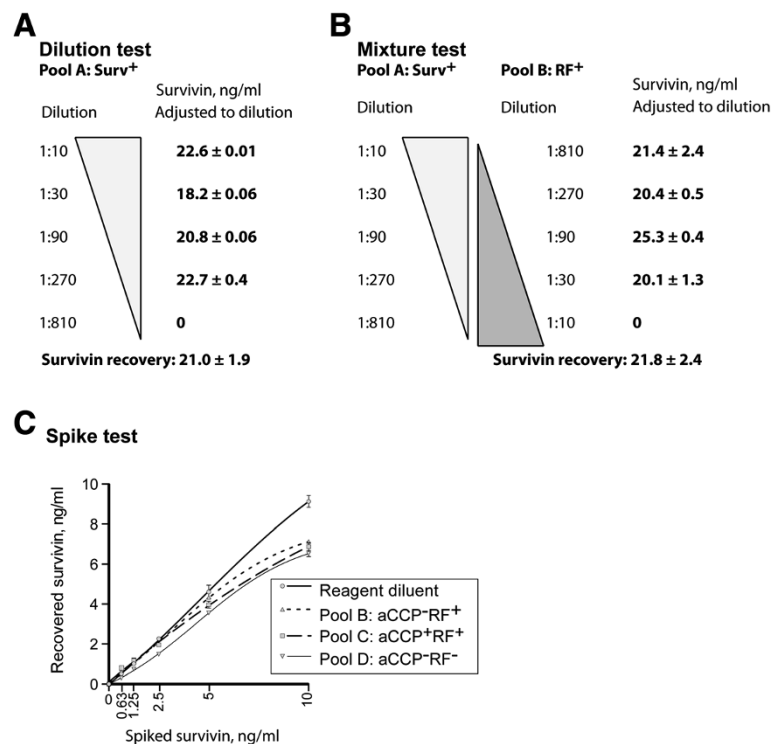 A
Dilution test
Pool A: Surv+
Dilution
Survivin, ng/ml
Adjusted to dilution
1:10 22.6 ± 0.01
1:30 18.2 ± 0.06
1:90 20.8 ± 0.06
1:270 22.7 ± 0.4
1:810 0
Survivin recovery: 21.0 ± 1.9
B
Mixture test
Pool A: Surv+ Pool B: RF+
Dilution Dilution
Survivin, ng/ml
Adjusted to dilution
1:10 1:810 21.4 ± 2.4
1:30 1:270 20.4 ± 0.5
1:90 1:90 25.3 ± 0.4
1:270 1:30 20.1 ± 1.3
1:810 1:10 0
Survivin recovery: 21.8 ± 2.4
C
Spike test
Recovered survivin, ng/ml
10
8
6
4
2
0
0 0.63 1.25 2.5 5 10
Spiked survivin, ng/ml
Reagent diluent
Pool B: aCCP-RF+
Pool C: aCCP+RF+
Pool D: aCCP-RF-